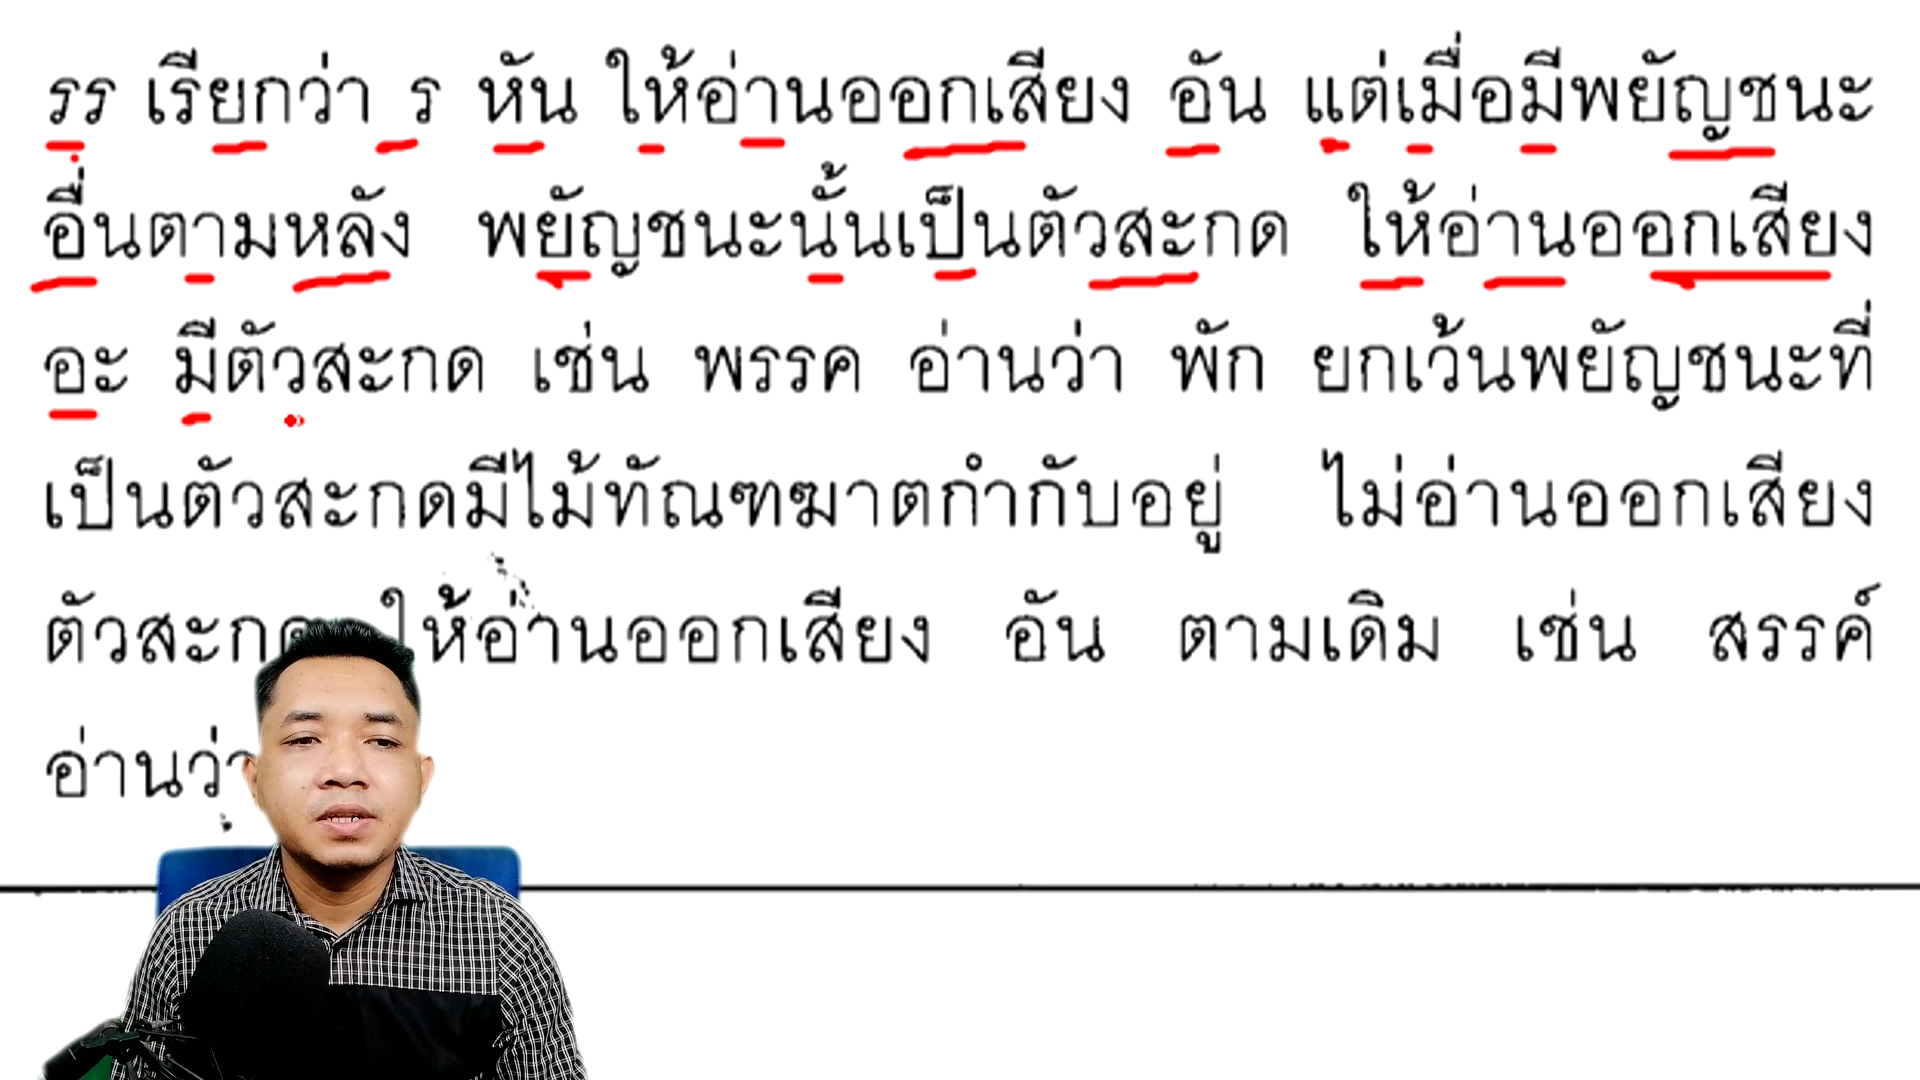 รร เรียกว่า ร หัน ให้อ่านออกเสียง อัน แต่เมื่อมีพยัญชนะ
อื่นตามหลัง พยัญชนะนั้นเป็นตัวสะกด ให้อ่านออกเสียง
อะ มีตัวสะกด เช่น พรรค อ่านว่า พัก ยกเว้นพยัญชนะที่
เป็นตัวสะกดมีไม้ทัณฑฆาตกำกับอยู่ ไม่อ่านออกเสียง
ตัวสะกด ให้อ่านออกเสียง อัน ตามเดิม เช่น สรรค์
อ่านว่า